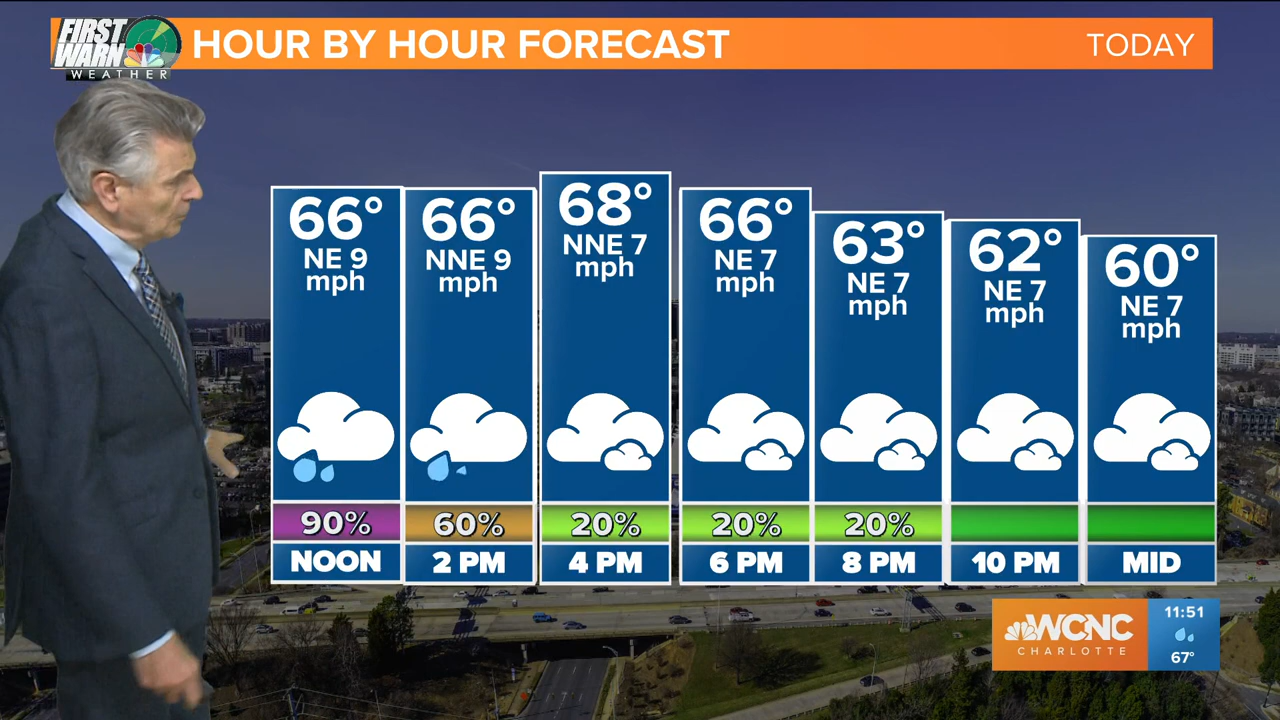 FIRST
WARN
WEATHER
HOUR BY HOUR FORECAST
TODAY
66°
NE 9
mph
90%
NOON
66°
NNE 9
mph
60%
2 PM
68°
NNE 7
mph
20%
4 PM
66°
NE 7
mph
20%
6 PM
63°
NE 7
mph
20%
8 PM
62°
NE 7
mph
10 PM
60°
NE 7
mph
MID
WCNC
CHARLOTTE
11:51
67°